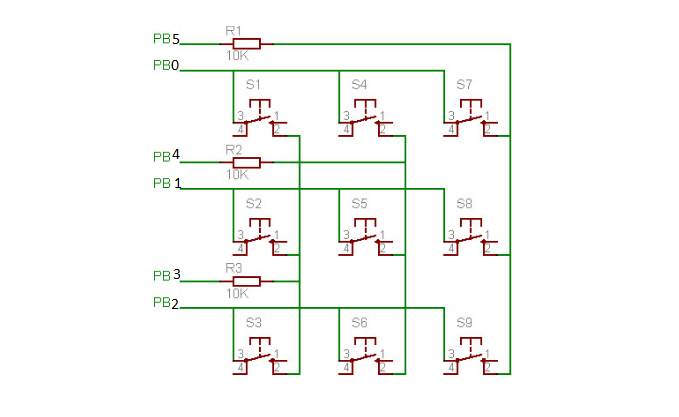 R1
PB5
10K
PB0
S1 S4 S7
3 1 3 1 3 1
4 2 4 2 4 2
R2
PB4
10K
PB1
S2 S5 S8
3 1 3 1 3 1
4 2 4 2 4 2
R3
PB3
10K
PB2
S3 S6 S9
3 1 3 1 3 1
4 2 4 2 4 2